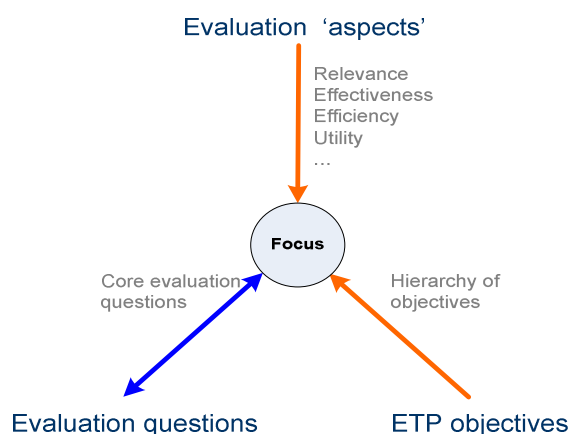 Evaluation 'aspects'
Relevance
Effectiveness
Efficiency
Utility
...
Focus
Core evaluation
questions
Hierarchy of
objectives
Evaluation questions
ETP objectives